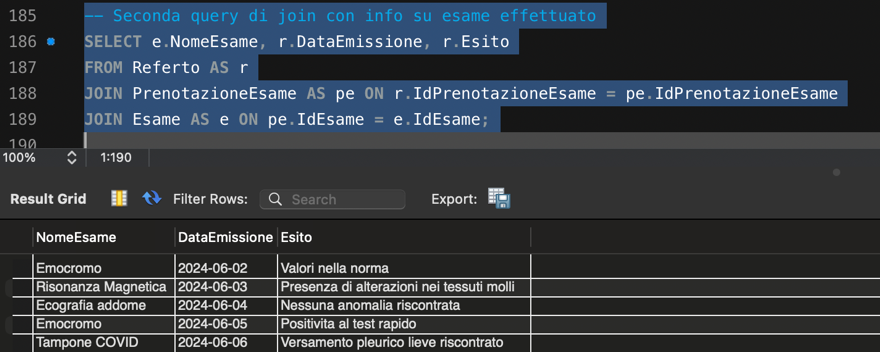 185 -- Seconda query di join con info su esame effettuato
186 SELECT e.NomeEsame, r.DataEmissione, r.Esito
187 FROM Referto AS r
188 JOIN PrenotazioneEsame AS pe ON r.IdPrenotazioneEsame = pe.IdPrenotazioneEsame
189 JOIN Esame AS e ON pe.IdEsame = e.IdEsame;
190
100% 1:190
Result Grid Filter Rows: Search Export:
NomeEsame DataEmissione Esito
Emocromo 2024-06-02 Valori nella norma
Risonanza Magnetica 2024-06-03 Presenza di alterazioni nei tessuti molli
Ecografia addome 2024-06-04 Nessuna anomalia riscontrata
Emocromo 2024-06-05 Positivita al test rapido
Tampone COVID 2024-06-06 Versamento pleurico lieve riscontrato